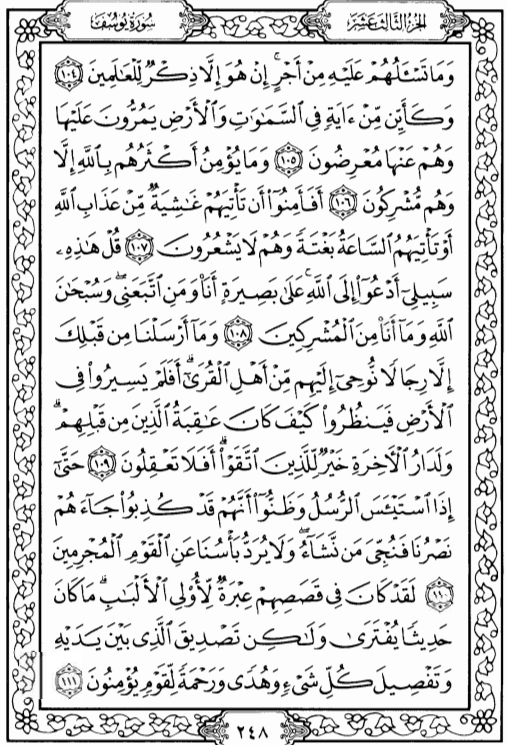 الجزء الثالث عشر
سورة يوسف
وَمَا تَسْـَٔلُهُمْ عَلَيْهِ مِنْ أَجْرٍ ۚ إِنْ هُوَ إِلَّا ذِكْرٌ لِّلْعَٰلَمِينَ ١٠٤
وَكَأَيِّن مِّنْ ءَايَةٍ فِى ٱلسَّمَٰوَٰتِ وَٱلْأَرْضِ يَمُرُّونَ عَلَيْهَا
وَهُمْ عَنْهَا مُعْرِضُونَ ١٠٥ وَمَا يُؤْمِنُ أَكْثَرُهُم بِٱللَّهِ إِلَّا
وَهُم مُّشْرِكُونَ ١٠٦ أَفَأَمِنُوٓا۟ أَن تَأْتِيَهُمْ غَٰشِيَةٌ مِّنْ عَذَابِ ٱللَّهِ
أَوْ تَأْتِيَهُمُ ٱلسَّاعَةُ بَغْتَةً وَهُمْ لَا يَشْعُرُونَ ١٠٧ قُلْ هَٰذِهِۦ
سَبِيلِىٓ أَدْعُوٓا۟ إِلَى ٱللَّهِ ۚ عَلَىٰ بَصِيرَةٍ أَنَا۠ وَمَنِ ٱتَّبَعَنِى ۖ وَسُبْحَٰنَ
ٱللَّهِ وَمَآ أَنَا۠ مِنَ ٱلْمُشْرِكِينَ ١٠٨ وَمَآ أَرْسَلْنَا مِن قَبْلِكَ
إِلَّا رِجَالًا نُّوحِىٓ إِلَيْهِم مِّنْ أَهْلِ ٱلْقُرَىٰٓ ۗ أَفَلَمْ يَسِيرُوا۟ فِى
ٱلْأَرْضِ فَيَنظُرُوا۟ كَيْفَ كَانَ عَٰقِبَةُ ٱلَّذِينَ مِن قَبْلِهِمْ ۗ
وَلَدَارُ ٱلْءَاخِرَةِ خَيْرٌ لِّلَّذِينَ ٱتَّقَوْا۟ ۗ أَفَلَا تَعْقِلُونَ ١٠٩ حَتَّىٰٓ
إِذَا ٱسْتَيْـَٔسَ ٱلرُّسُلُ وَظَنُّوٓا۟ أَنَّهُمْ قَدْ كُذِبُوا۟ جَآءَهُمْ
نَصْرُنَا فَنُجِّىَ مَن نَّشَآءُ ۖ وَلَا يُرَدُّ بَأْسُنَا عَنِ ٱلْقَوْمِ ٱلْمُجْرِمِينَ
١١٠ لَقَدْ كَانَ فِى قَصَصِهِمْ عِبْرَةٌ لِّأُو۟لِى ٱلْأَلْبَٰبِ ۗ مَا كَانَ
حَدِيثًا يُفْتَرَىٰ وَلَٰكِن تَصْدِيقَ ٱلَّذِى بَيْنَ يَدَيْهِ
وَتَفْصِيلَ كُلِّ شَىْءٍ وَهُدًى وَرَحْمَةً لِّقَوْمٍ يُؤْمِنُونَ ١١١
٢٤٨